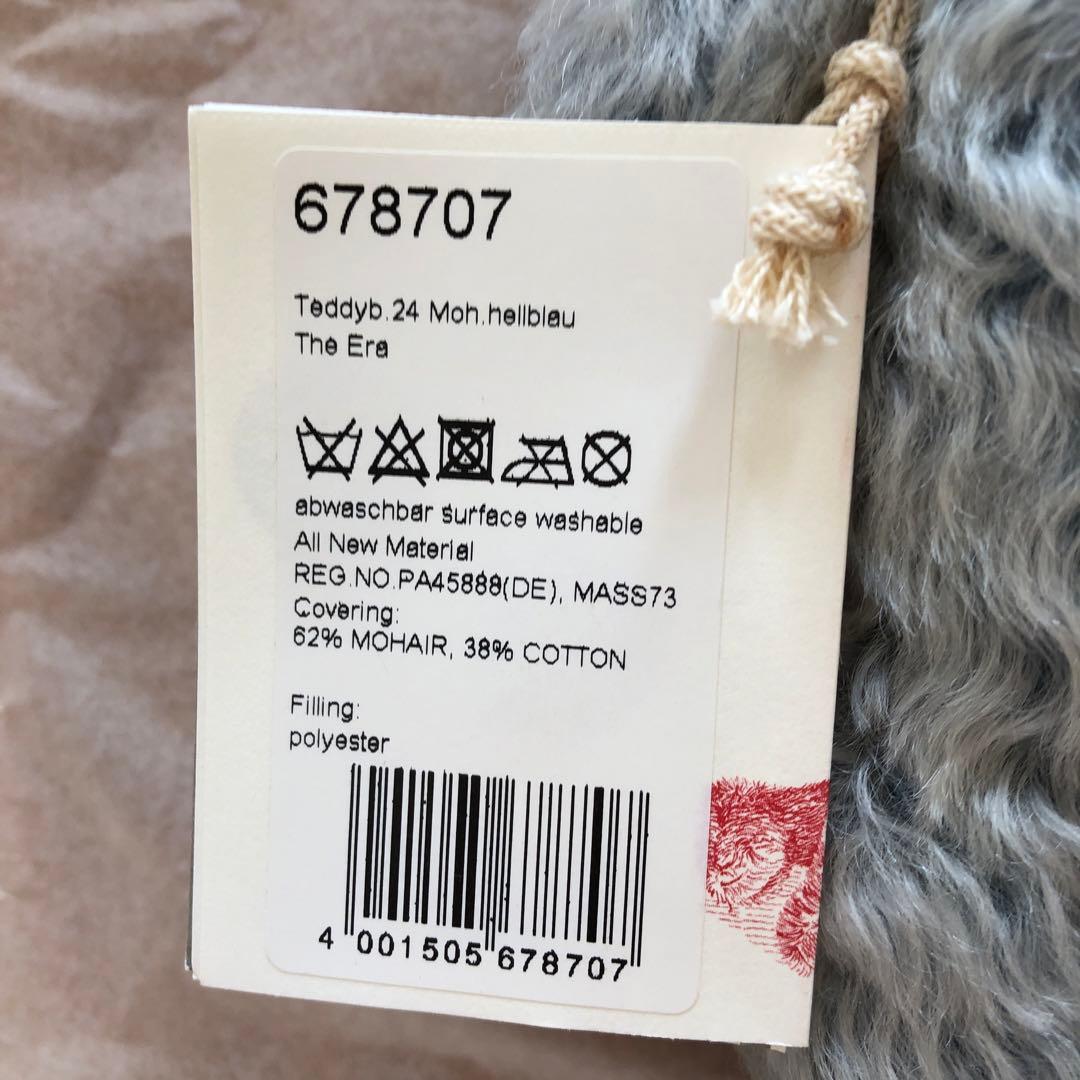 678707
Teddyb.24 Moh.hellblau
The Era
abwaschbar surface washable
All New Material
REG.NO.PA45888(DE), MASS73
Covering:
62% MOHAIR, 38% COTTON
Filling:
polyester
4 001505 678707